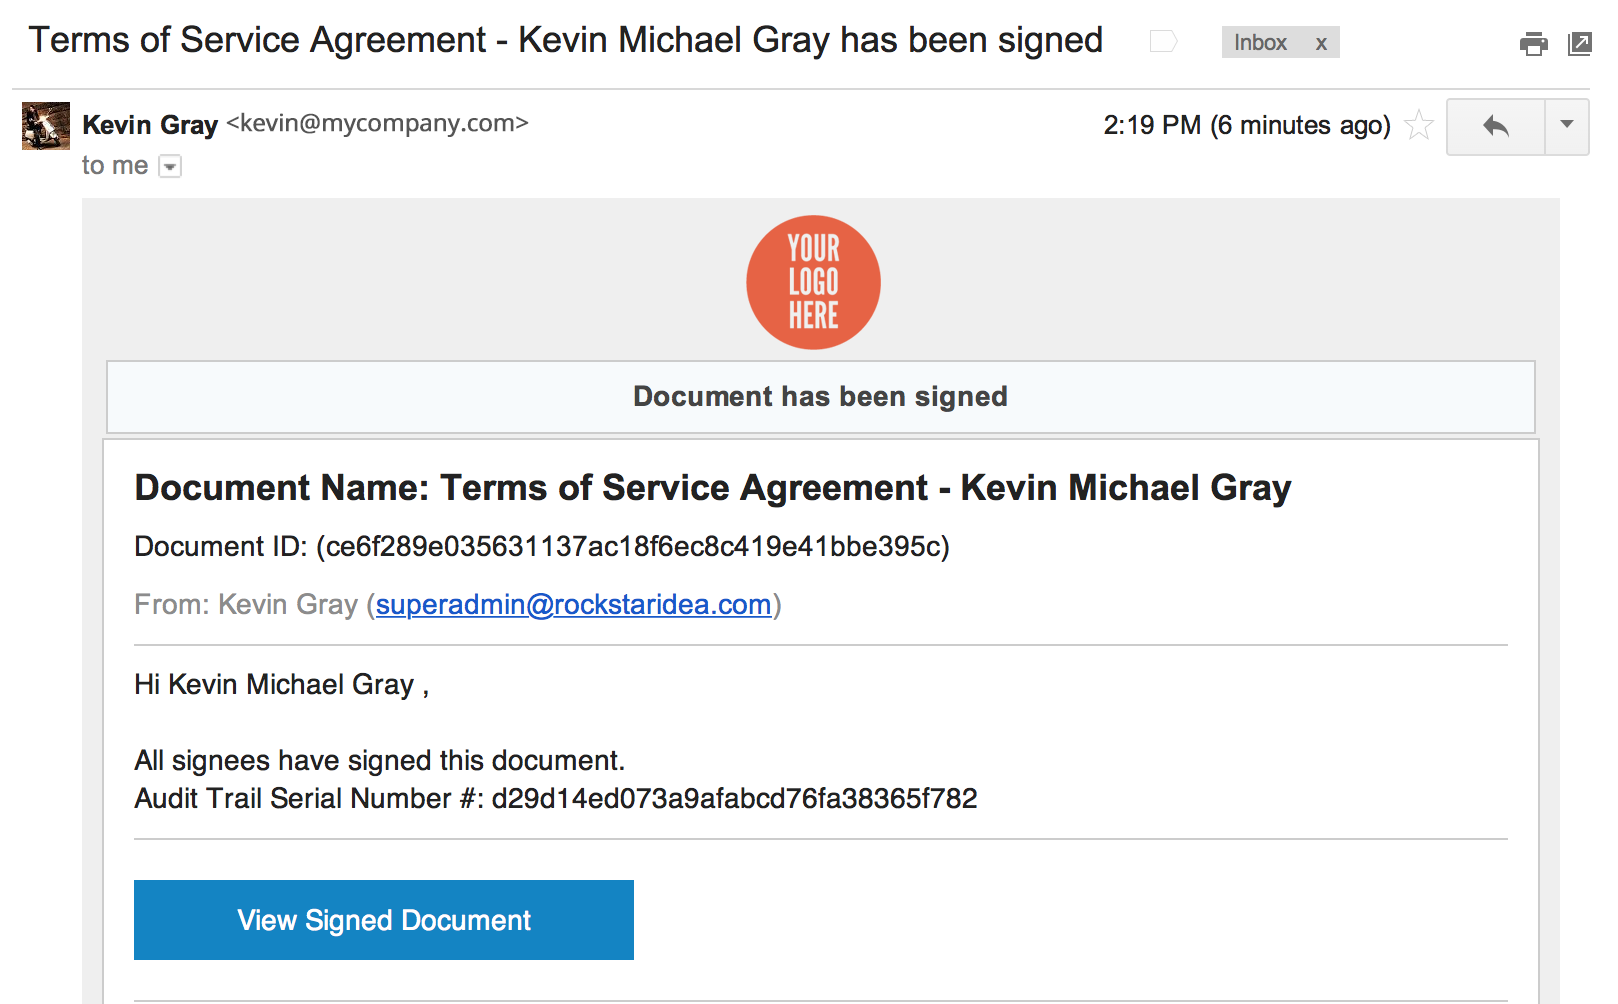 Terms of Service Agreement - Kevin Michael Gray has been signed
Inbox x
Kevin Gray <kevin@mycompany.com>
2:19 PM (6 minutes ago)
to me
YOUR
LOGO
HERE
Document has been signed
Document Name: Terms of Service Agreement - Kevin Michael Gray
Document ID: (ce6f289e035631137ac18f6ec8c419e41bbe395c)
From: Kevin Gray (superadmin@rockstaridea.com)
Hi Kevin Michael Gray ,
All signees have signed this document.
Audit Trail Serial Number #: d29d14ed073a9afabcd76fa38365f782
View Signed Document